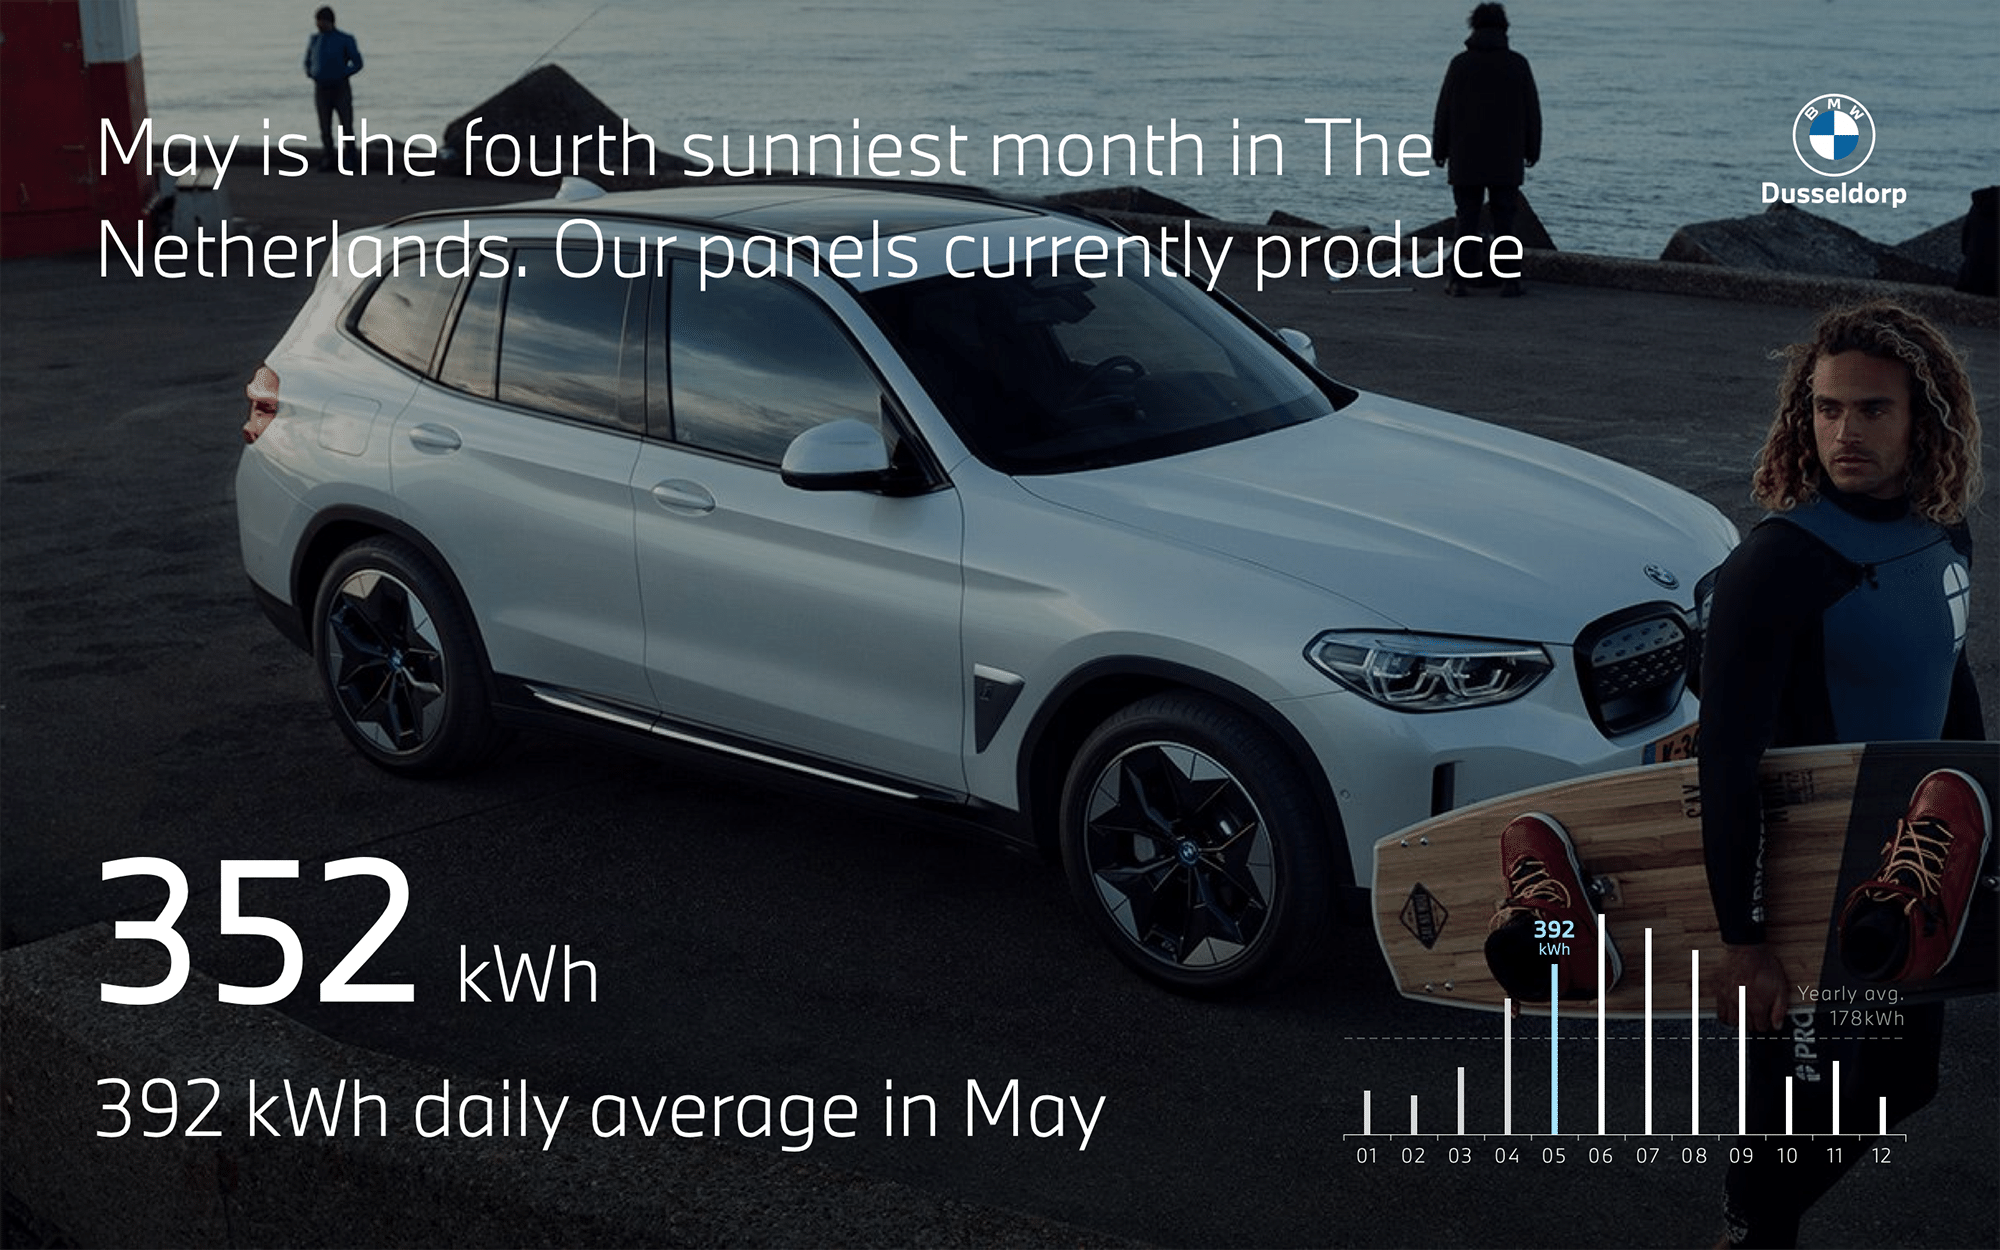 May is the fourth sunniest month in The
Netherlands. Our panels currently produce
BMW
Dusseldorp
352 kWh
392 kWh daily average in May
392
kWh
Yearly avg.
178kWh
01 02 03 04 05 06 07 08 09 10 11 12